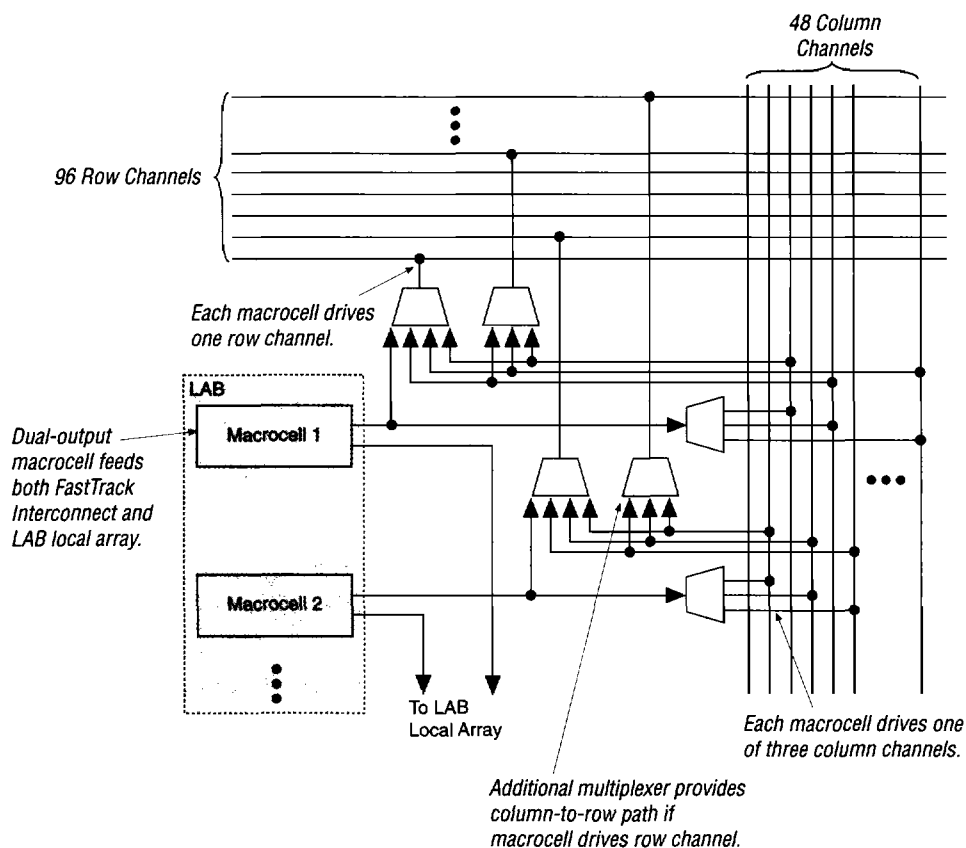 48 Column
Channels
96 Row Channels
Each macrocell drives
one row channel.
LAB
Macrocell 1
Dual-output
macrocell feeds
both FastTrack
Interconnect and
LAB local array.
Macrocell 2
To LAB
Local Array
Each macrocell drives one
of three column channels.
Additional multiplexer provides
column-to-row path if
macrocell drives row channel.